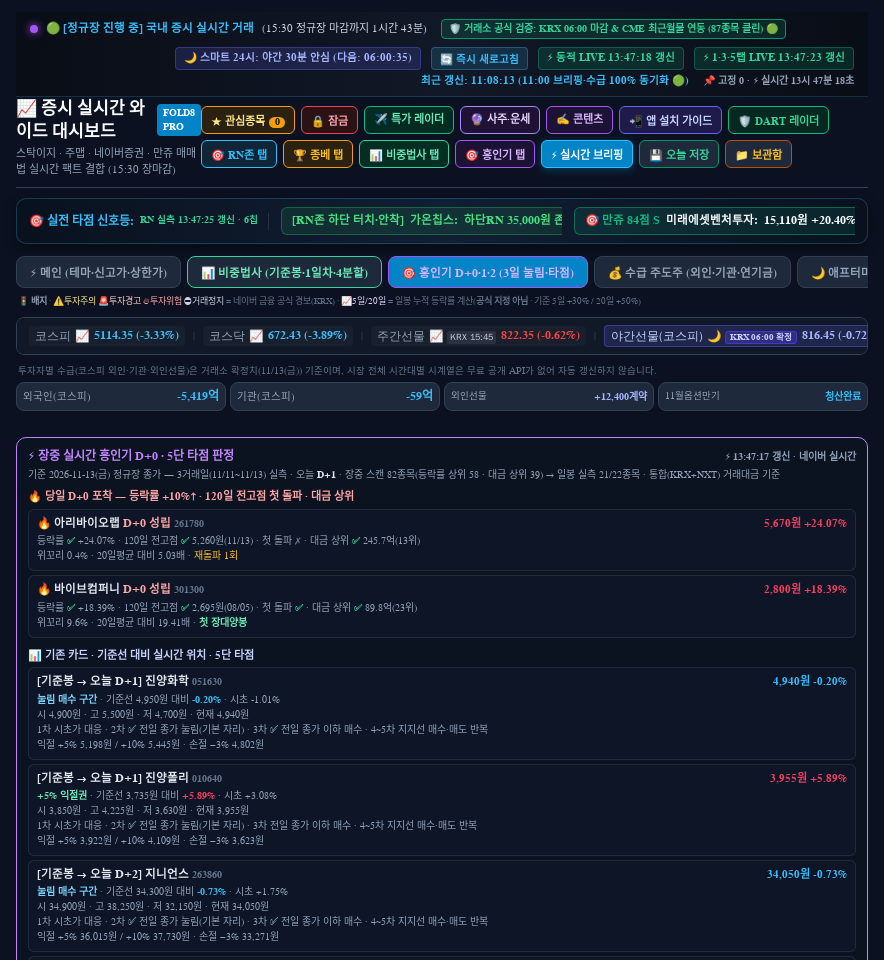 🟢 [정규장 진행 중] 국내 증시 실시간 거래 (15:30 정규장 마감까지 1시간 43분)
🛡️ 거래소 공식 검증: KRX 06:00 마감 & CME 최근월물 연동 (87종목 클린) 🟢
🌙 스마트 24시: 야간 30분 안심 (다음: 06:00:35)
🔄 즉시 새로고침
⚡ 동적 LIVE 13:47:18 갱신
⚡ 1·3·5탭 LIVE 13:47:23 갱신
최근 갱신: 11:08:13 (11:00 브리핑·수급 100% 동기화 🟢)
📌 고정 0 · ⚡ 실시간 13시 47분 18초
📈 증시 실시간 와이드 대시보드
FOLD8 PRO
스탁이지 · 주맵 · 네이버증권 · 만쥬 매매법 실시간 팩트 결합 (15:30 장마감)
★ 관심종목 0
🔒 잠금
✈️ 특가 레이더
🔮 사주·운세
✍️ 콘텐츠
📲 앱 설치 가이드
🛡️ DART 레이더
🎯 RN존 탭
🏆 종베 탭
📊 비중법사 탭
🎯 홍인기 탭
⚡ 실시간 브리핑
💾 오늘 저장
📁 보관함
🎯 실전 타점 신호등: RN 실측 13:47:25 갱신 · 6칩
[RN존 하단 터치·안착] 가온칩스: 하단RN 35,000원
🎯 만쥬 84점 S 미래에셋벤처투자: 15,110원 +20.40%
⚡ 메인 (테마·신고가·상한가)
📊 비중법사 (기준봉·1일차·4분할)
🎯 홍인기 D+0·1·2 (3일 눌림·타점)
💰 수급 주도주 (외인·기관·연기금)
🌙 애프터마
🚦 배지 · ⚠️투자주의 🚨투자경고 ⛔투자위험 ⛔거래정지 = 네이버 금융 공식 경보(KRX) · 📈5일/20일 = 일봉 누적 등락률 계산(공식 지정 아님 · 기준 5일 +30% / 20일 +50%)
코스피 📈 5114.35 (-3.33%)
코스닥 📈 672.43 (-3.89%)
주간선물 📈 KRX 15:45 822.35 (-0.62%)
야간선물(코스피) 🌙 KRX 06:00 확정 816.45 (-0.72
투자자별 수급(코스피 외인·기관·외인선물)은 거래소 확정치(11/13(금)) 기준이며, 시장 전체 시간대별 시계열은 무료 공개 API가 없어 자동 갱신하지 않습니다.
외국인(코스피) -5,419억
기관(코스피) -59억
외인선물 +12,400계약
11월옵션만기 청산완료
⚡ 장중 실시간 홍인기 D+0 · 5단 타점 판정
⚡ 13:47:17 갱신 · 네이버 실시간
기준 2026-11-13(금) 정규장 종가 — 3거래일(11/11~11/13) 실측 · 오늘 D+1 · 장중 스캔 82종목(등락률 상위 58 · 대금 상위 39) → 일봉 실측 21/22종목 · 통합(KRX+NXT) 거래대금 기준
🔥 당일 D+0 포착 — 등락률 +10%↑ · 120일 전고점 첫 돌파 · 대금 상위
🔥 아리바이오랩 D+0 성립 261780
5,670원 +24.07%
등락률 ✅ +24.07% · 120일 전고점 ✅ 5,260원(11/13) · 첫 돌파 ✗ · 대금 상위 ✅ 245.7억(13위)
위꼬리 0.4% · 20일평균 대비 5.03배 · 재돌파 1회
🔥 바이브컴퍼니 D+0 성립 301300
2,800원 +18.39%
등락률 ✅ +18.39% · 120일 전고점 ✅ 2,695원(08/05) · 첫 돌파 ✅ · 대금 상위 ✅ 89.8억(23위)
위꼬리 9.6% · 20일평균 대비 19.41배 · 첫 장대양봉
📊 기존 카드 · 기준선 대비 실시간 위치 · 5단 타점
[기준봉 → 오늘 D+1] 진양화학 051630
4,940원 -0.20%
눌림 매수 구간 · 기준선 4,950원 대비 -0.20% · 시초 -1.01%
시 4,900원 · 고 5,500원 · 저 4,700원 · 현재 4,940원
1차 시초가 대응 · 2차 ✅ 전일 종가 눌림(기본 자리) · 3차 ✅ 전일 종가 이하 매수 · 4~5차 지지선 매수·매도 반복
익절 +5% 5,198원 / +10% 5,445원 · 손절 −3% 4,802원
[기준봉 → 오늘 D+1] 진양폴리 010640
3,955원 +5.89%
+5% 익절권 · 기준선 3,735원 대비 +5.89% · 시초 +3.08%
시 3,850원 · 고 4,225원 · 저 3,630원 · 현재 3,955원
1차 시초가 대응 · 2차 ✅ 전일 종가 눌림(기본 자리) · 3차 전일 종가 이하 매수 · 4~5차 지지선 매수·매도 반복
익절 +5% 3,922원 / +10% 4,109원 · 손절 −3% 3,623원
[기준봉 → 오늘 D+2] 지니언스 263860
34,050원 -0.73%
눌림 매수 구간 · 기준선 34,300원 대비 -0.73% · 시초 +1.75%
시 34,900원 · 고 38,250원 · 저 32,150원 · 현재 34,050원
1차 시초가 대응 · 2차 ✅ 전일 종가 눌림(기본 자리) · 3차 ✅ 전일 종가 이하 매수 · 4~5차 지지선 매수·매도 반복
익절 +5% 36,015원 / +10% 37,730원 · 손절 −3% 33,271원